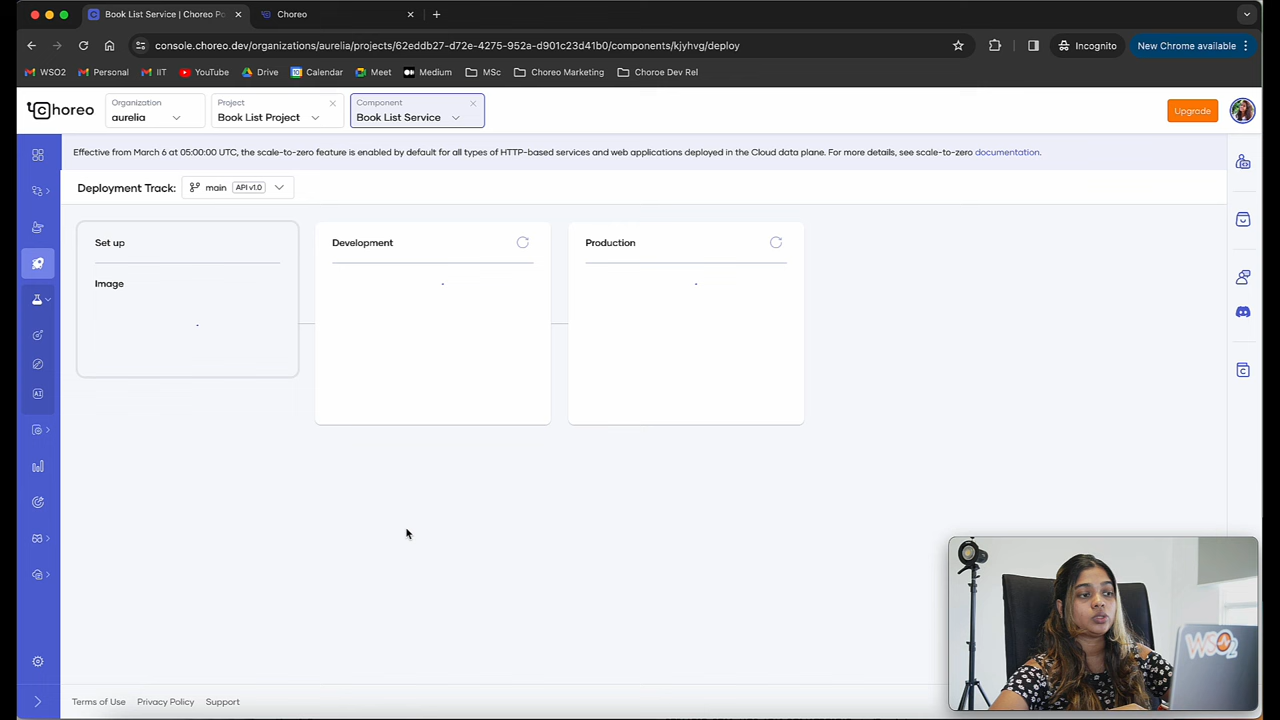 Book List Service | Choreo Po
Choreo
console.choreo.dev/organizations/aurelia/projects/62eddb27-d72e-4275-952a-d901c23d41b0/components/kjyhvg/deploy
Incognito
New Chrome available
WSO2
Personal
IIT
YouTube
Drive
Calendar
Meet
Medium
MSc
Choreo Marketing
Choroe Dev Rel
Choreo
Organization
aurelia
Project
Book List Project
Component
Book List Service
Upgrade
Effective from March 6 at 05:00:00 UTC, the scale-to-zero feature is enabled by default for all types of HTTP-based services and web applications deployed in the Cloud data plane. For more details, see scale-to-zero documentation.
Deployment Track: main API v1.0
Set up
Image
-
Development
-
Production
-
AI
WSO2
Terms of Use Privacy Policy Support